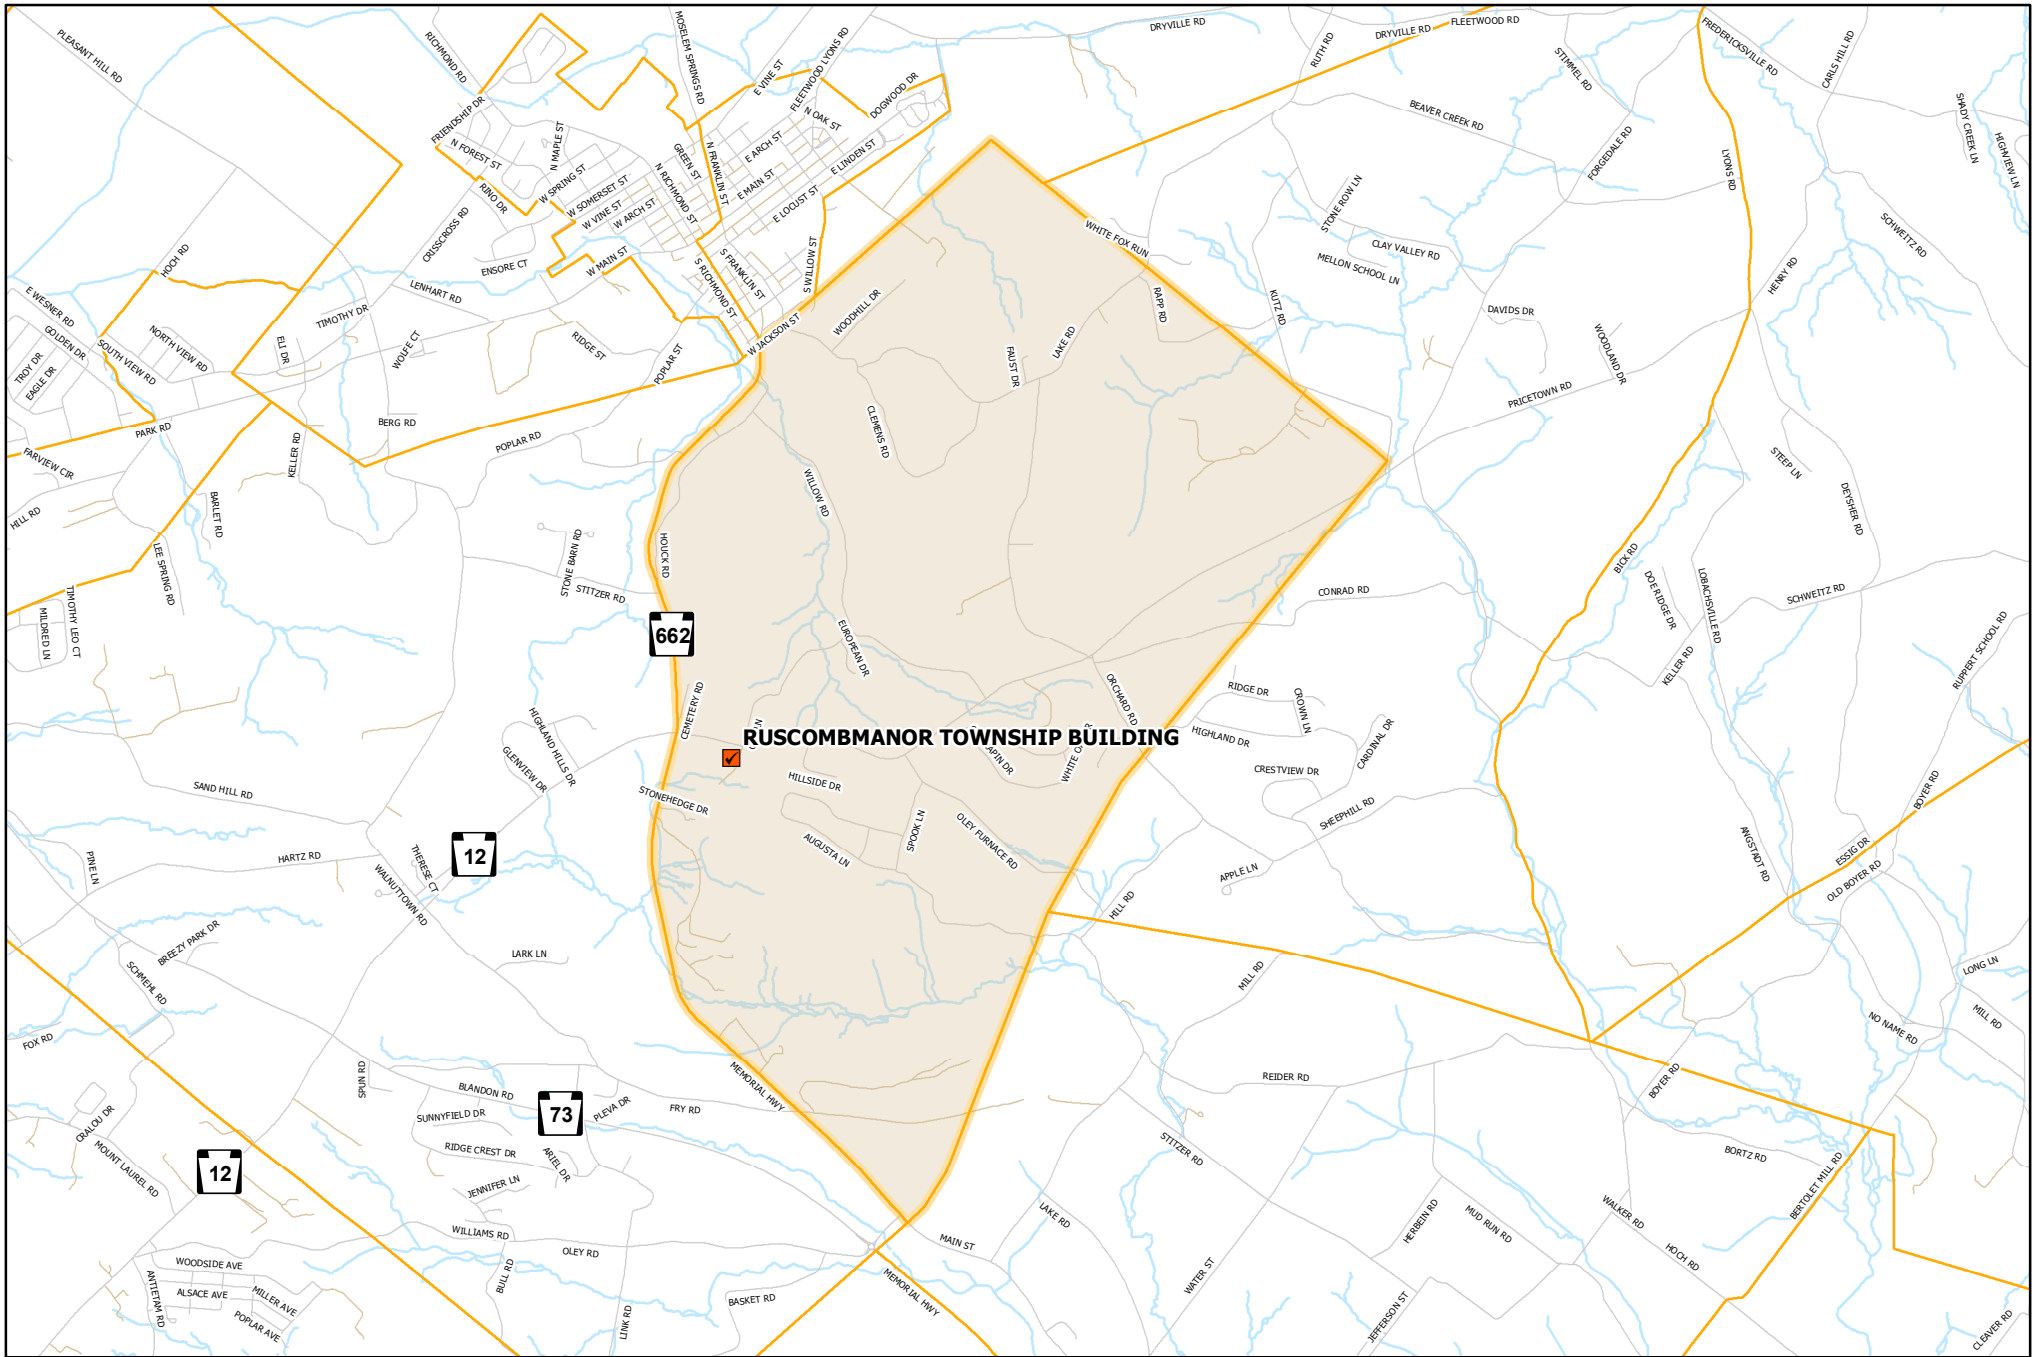 PLEASANT HILL RD
RICHMOND RD
MOSELEM SPRINGS RD
E VINE ST
FLEETWOOD LYONS RD
DRYVILLE RD
RUTH RD
DRYVILLE RD
FLEETWOOD RD
STIMMEL RD
FREDERICKSVILLE RD
CARLS HILL RD
SHADY CREEK LN
HIGHVIEW LN
FRIENDSHIP DR
N FOREST ST
N MAPLE ST
GREEN ST
N FRANKLIN ST
E ARCH ST
N OAK ST
DOGWOOD DR
E LINDEN ST
BEAVER CREEK RD
FORGEDALE RD
LYONS RD
RINO DR
W SPRING ST
W SOMERSET ST
W VINE ST
W ARCH ST
N RICHMOND ST
E MAIN ST
E LOCUST ST
STONE ROW LN
SCHWEITZ RD
HOCH RD
CRISSCROSS RD
ENSORE CT
W MAIN ST
S RICHMOND ST
S FRANKLIN ST
S WILLOW ST
WHITE FOX RUN
CLAY VALLEY RD
MELLON SCHOOL LN
HENRY RD
E WESNER RD
GOLDEN DR
TROY DR
EAGLE DR
SOUTH VIEW RD
NORTH VIEW RD
ELI DR
TIMOTHY DR
LENHART RD
WOLFE CT
RIDGE ST
POPLAR ST
W JACKSON ST
WOODHILL DR
FAUST DR
LAKE RD
RAPP RD
KUTZ RD
DAVIDS DR
WOODLAND DR
PRICETOWN RD
PARK RD
BERG RD
POPLAR RD
KELLER RD
CLEMENS RD
FARVIEW CIR
HILL RD
BARLET RD
LEE SPRING RD
WILLOW RD
STEEP LN
DEYSHER RD
TIMOTHY LEO CT
MILDRED LN
STONE BARN RD
STITZER RD
HOUCK RD
662
CONRAD RD
BICK RD
DOE RIDGE DR
LOBACHSVILLE RD
SCHWEITZ RD
KELLER RD
RUPPERT SCHOOL RD
EUROPEAN DR
CEMETERY RD
ORCHARD RD
RIDGE DR
CROWN LN
HIGHLAND DR
CARDINAL DR
CRESTVIEW DR
HIGHLAND HILLS DR
GLENVIEW DR
RUSCOMBMANOR TOWNSHIP BUILDING
SAND HILL RD
STONEHEDGE DR
HILLSIDE DR
SHEEPHILL RD
BOYER RD
12
HARTZ RD
PINE LN
THERESE CT
WALNUTTOWN RD
AUGUSTA LN
SPOOK LN
OLEY FURNACE RD
APPLE LN
HILL RD
ANGSTADT RD
ESSIG DR
OLD BOYER RD
BREEZY PARK DR
SCHMEHL RD
LARK LN
MILL RD
LONG LN
MILL RD
NO NAME RD
FOX RD
SPUN RD
BLANDON RD
SUNNYFIELD DR
73
PLEVA DR
FRY RD
MEMORIAL HWY
REIDER RD
BOYER RD
CRALOU DR
MOUNT LAUREL RD
12
RIDGE CREST DR
ARIEL DR
JENNIFER LN
STITZER RD
BORTZ RD
BERTOLET MILL RD
WILLIAMS RD
OLEY RD
MAIN ST
LAKE RD
HERBEIN RD
MUD RUN RD
WALKER RD
HOCH RD
WOODSIDE AVE
ALSACE AVE
MILLER AVE
POPLAR AVE
ANTIETAM RD
BULL RD
LINK RD
BASKET RD
MEMORIAL HWY
WATER ST
JEFFERSON ST
CLEAVER RD